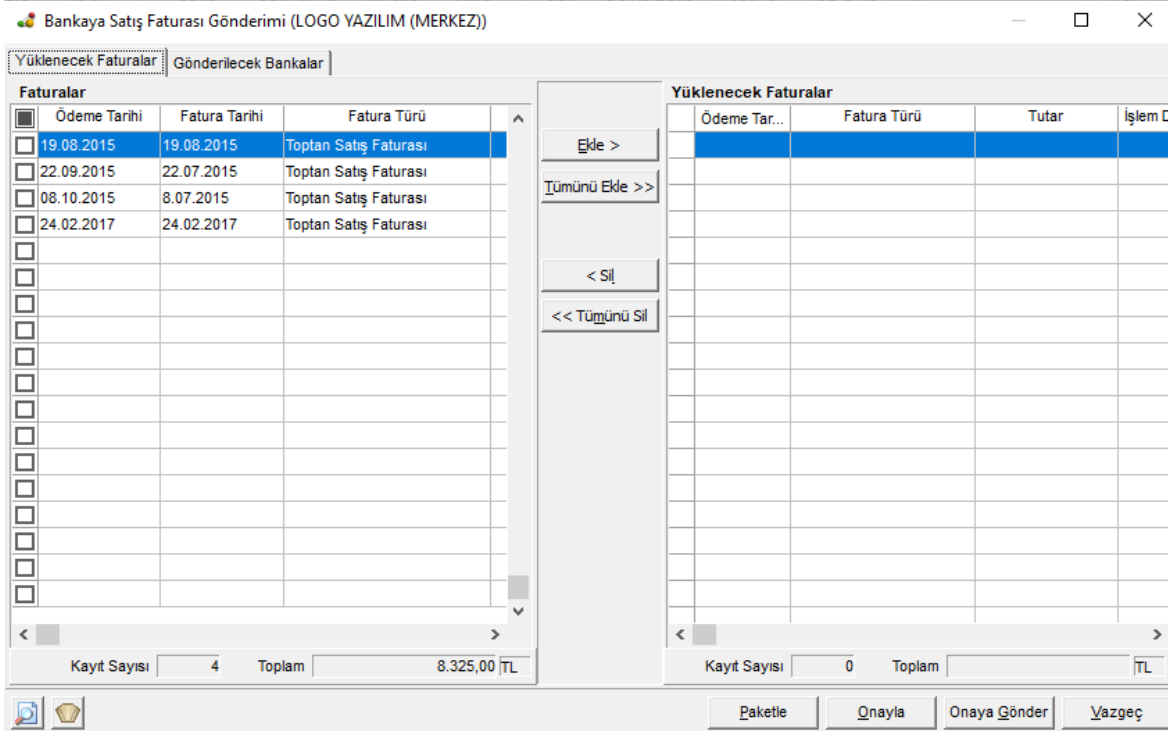 Bankaya Satış Faturası Gönderimi (LOGO YAZILIM (MERKEZ))
Yüklenecek Faturalar Gönderilecek Bankalar
Faturalar
Ödeme Tarihi Fatura Tarihi Fatura Türü
19.08.2015 19.08.2015 Toptan Satış Faturası
22.09.2015 22.07.2015 Toptan Satış Faturası
08.10.2015 8.07.2015 Toptan Satış Faturası
24.02.2017 24.02.2017 Toptan Satış Faturası
Kayıt Sayısı 4 Toplam 8.325,00 TL
Ekle >
Tümünü Ekle >>
< Sil
<< Tümünü Sil
Yüklenecek Faturalar
Ödeme Tar... Fatura Türü Tutar İşlem D
Kayıt Sayısı 0 Toplam TL
Paketle Onayla Onaya Gönder Vazgeç